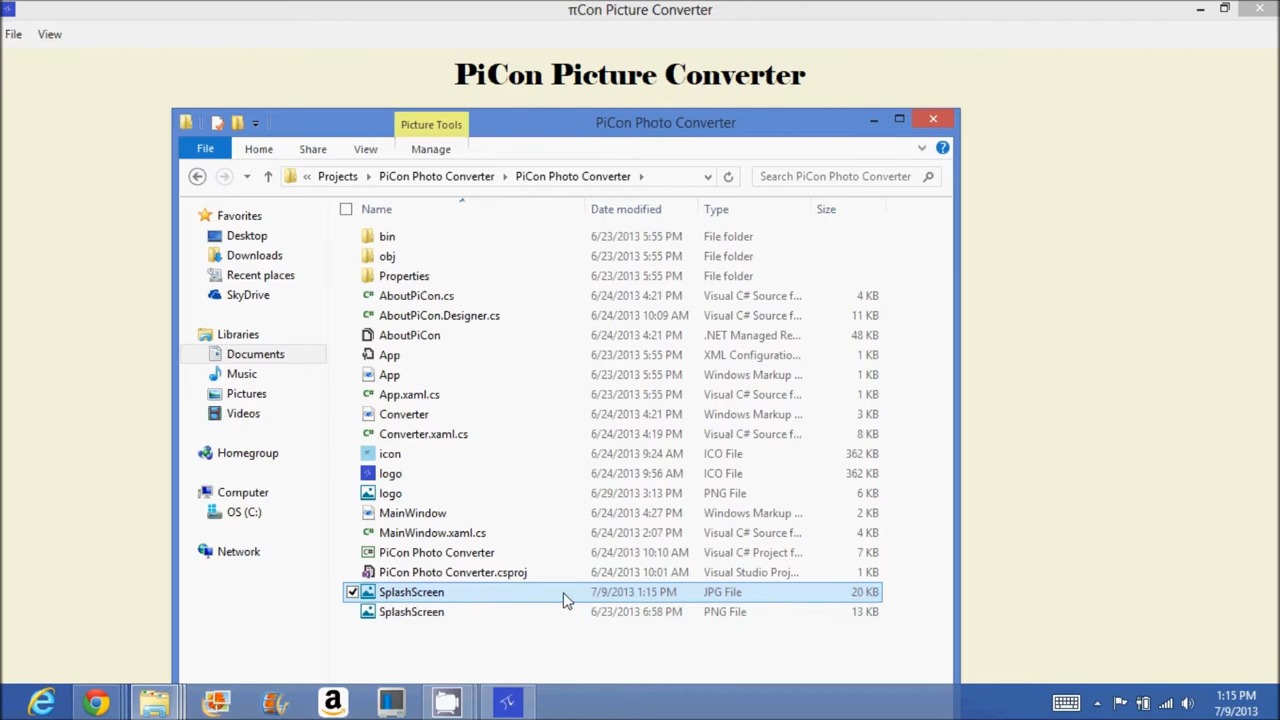 πCon Picture Converter
File View
PiCon Picture Converter
Picture Tools PiCon Photo Converter
File Home Share View Manage
« Projects PiCon Photo Converter PiCon Photo Converter Search PiCon Photo Converter
Name Date modified Type Size
Favorites
Desktop
Downloads
Recent places
SkyDrive
Libraries
Documents
Music
Pictures
Videos
Homegroup
Computer
OS (C:)
Network
bin 6/23/2013 5:55 PM File folder
obj 6/23/2013 5:55 PM File folder
Properties 6/23/2013 5:55 PM File folder
AboutPiCon.cs 6/24/2013 4:21 PM Visual C# Source f... 4 KB
AboutPiCon.Designer.cs 6/24/2013 10:09 AM Visual C# Source f... 11 KB
AboutPiCon 6/24/2013 4:21 PM .NET Managed Re... 48 KB
App 6/23/2013 5:55 PM XML Configuratio... 1 KB
App 6/23/2013 5:55 PM Windows Markup ... 1 KB
App.xaml.cs 6/23/2013 5:55 PM Visual C# Source f... 1 KB
Converter 6/24/2013 4:21 PM Windows Markup ... 3 KB
Converter.xaml.cs 6/24/2013 4:19 PM Visual C# Source f... 8 KB
icon 6/24/2013 9:24 AM ICO File 362 KB
logo 6/24/2013 9:56 AM ICO File 362 KB
logo 6/29/2013 3:13 PM PNG File 6 KB
MainWindow 6/24/2013 4:27 PM Windows Markup ... 2 KB
MainWindow.xaml.cs 6/24/2013 2:07 PM Visual C# Source f... 3 KB
PiCon Photo Converter 6/24/2013 10:10 AM Visual C# Project f... 7 KB
PiCon Photo Converter.csproj 6/24/2013 10:01 AM Visual Studio Proj... 1 KB
SplashScreen 7/9/2013 1:15 PM JPG File 20 KB
SplashScreen 6/23/2013 6:58 PM PNG File 13 KB
1:15 PM
7/9/2013